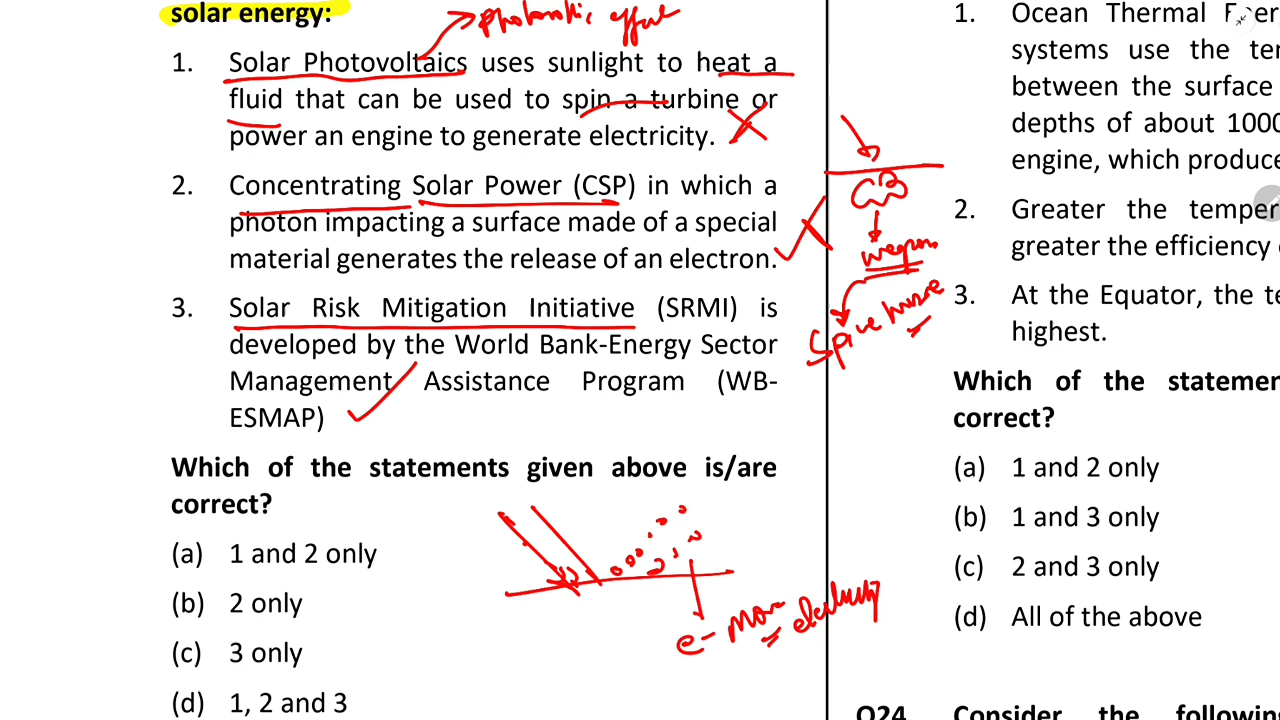 solar energy:
1. Solar Photovoltaics uses sunlight to heat a
fluid that can be used to spin a turbine or
power an engine to generate electricity.
2. Concentrating Solar Power (CSP) in which a
photon impacting a surface made of a special
material generates the release of an electron.
3. Solar Risk Mitigation Initiative (SRMI) is
developed by the World Bank-Energy Sector
Management Assistance Program (WB-
ESMAP)
Which of the statements given above is/are
correct?
(a) 1 and 2 only
(b) 2 only
(c) 3 only
(d) 1, 2 and 3
weapon
e- move
1. Ocean Thermal
systems use the
between the surface
depths of about
engine, which
2. Greater the
greater the efficiency
3. At the Equator, the
highest.
Which of the
correct?
(a) 1 and 2 only
(b) 1 and 3 only
(c) 2 and 3 only
(d) All of the above
Q24 Consider the following